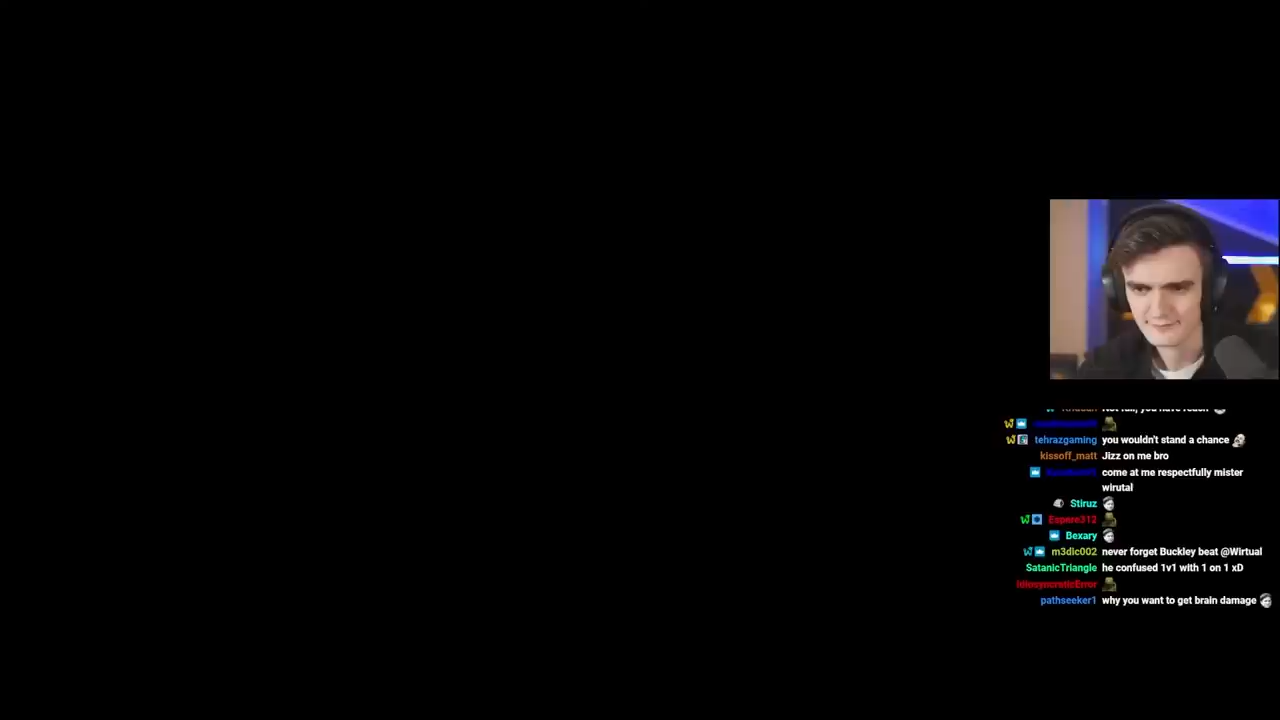 tehrazgaming you wouldn't stand a chance
kissoff_matt Jizz on me bro
come at me respectfully mister
wirutal
Stiruz
Espere312
Bexary
m3dic002 never forget Buckley beat @Wirtual
SatanicTriangle he confused 1v1 with 1 on 1 xD
IdiosyncraticError
pathseeker1 why you want to get brain damage